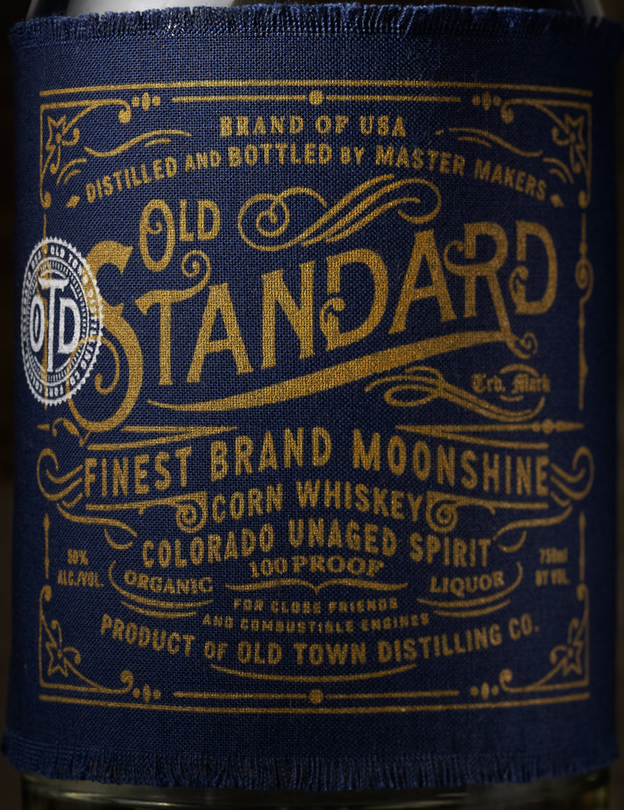 BRAND OF USA
DISTILLED AND BOTTLED BY MASTER MAKERS
OLD
STANDARD
OTD
Trd. Mark
FINEST BRAND MOONSHINE
CORN WHISKEY
COLORADO UNAGED SPIRIT
50%
ALC./VOL.
ORGANIC
100 PROOF
LIQUOR
750ml
BY VOL.
FOR CLOSE FRIENDS
AND COMBUSTIBLE ENGINES
PRODUCT OF OLD TOWN DISTILLING CO.